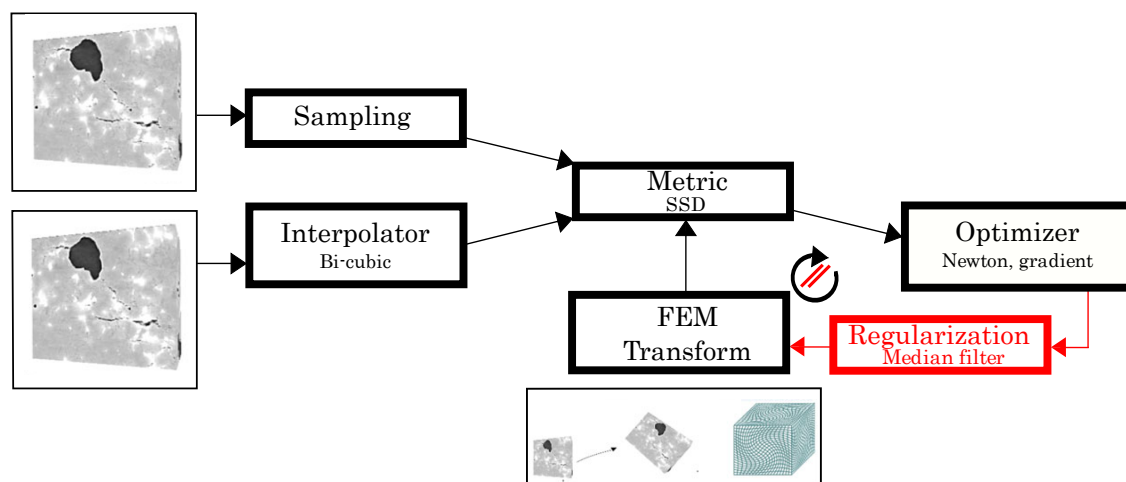 Sampling
Metric
SSD
Interpolator
Bi-cubic
Optimizer
Newton, gradient
FEM
Transform
Regularization
Median filter